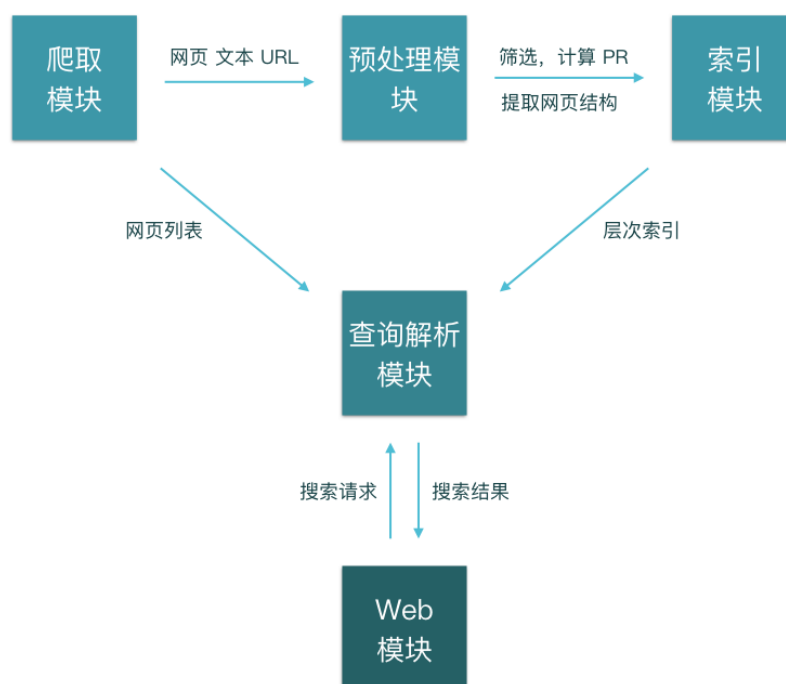 爬取
模块
网页 文本 URL
预处理模
块
筛选，计算 PR
提取网页结构
索引
模块
网页列表
层次索引
查询解析
模块
搜索请求
搜索结果
Web
模块